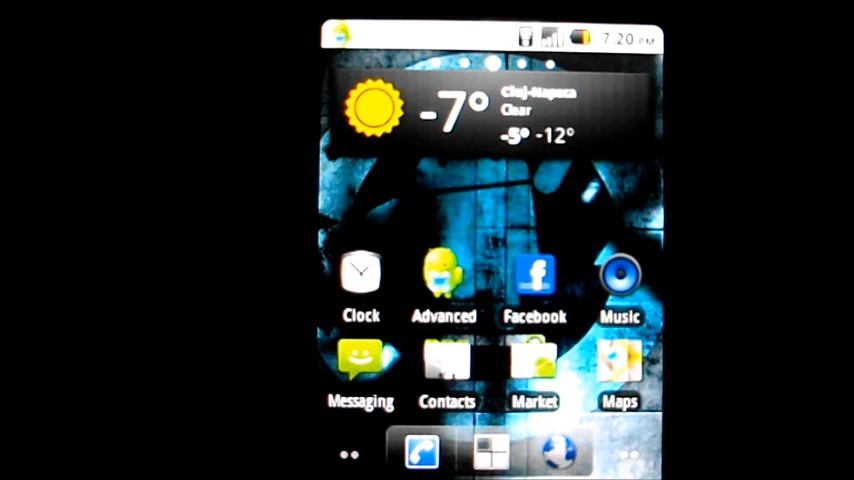 7:20 PM
-7° Cluj-Napoca
Clear
-5° -12°
Clock Advanced Facebook Music
Messaging Contacts Market Maps